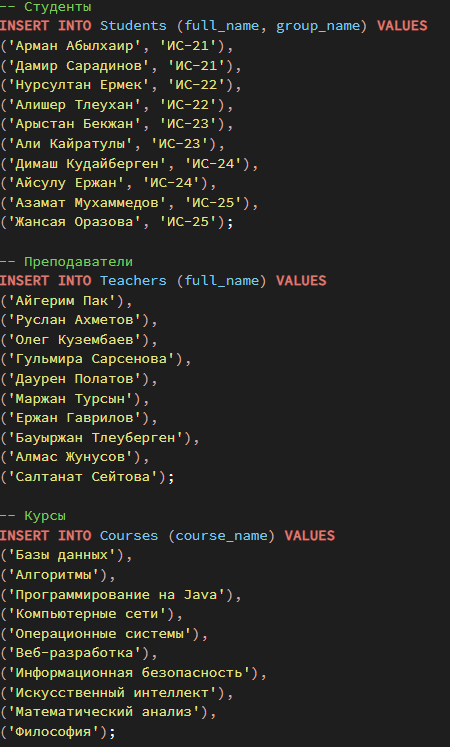 -- Студенты
INSERT INTO Students (full_name, group_name) VALUES
('Арман Абылхаир', 'ИС-21'),
('Дамир Сарадинов', 'ИС-21'),
('Нурсултан Ермек', 'ИС-22'),
('Алишер Тлеухан', 'ИС-22'),
('Арыстан Бекжан', 'ИС-23'),
('Али Кайратулы', 'ИС-23'),
('Димаш Кудайберген', 'ИС-24'),
('Айсулу Ержан', 'ИС-24'),
('Азамат Мухаммедов', 'ИС-25'),
('Жансая Оразова', 'ИС-25');
-- Преподаватели
INSERT INTO Teachers (full_name) VALUES
('Айгерим Пак'),
('Руслан Ахметов'),
('Олег Кузембаев'),
('Гульмира Сарсенова'),
('Даурен Полатов'),
('Маржан Турсын'),
('Ержан Гаврилов'),
('Бауыржан Тлеуберген'),
('Алмас Жунусов'),
('Салтанат Сейтова');
-- Курсы
INSERT INTO Courses (course_name) VALUES
('Базы данных'),
('Алгоритмы'),
('Программирование на Java'),
('Компьютерные сети'),
('Операционные системы'),
('Веб-разработка'),
('Информационная безопасность'),
('Искусственный интеллект'),
('Математический анализ'),
('Философия');